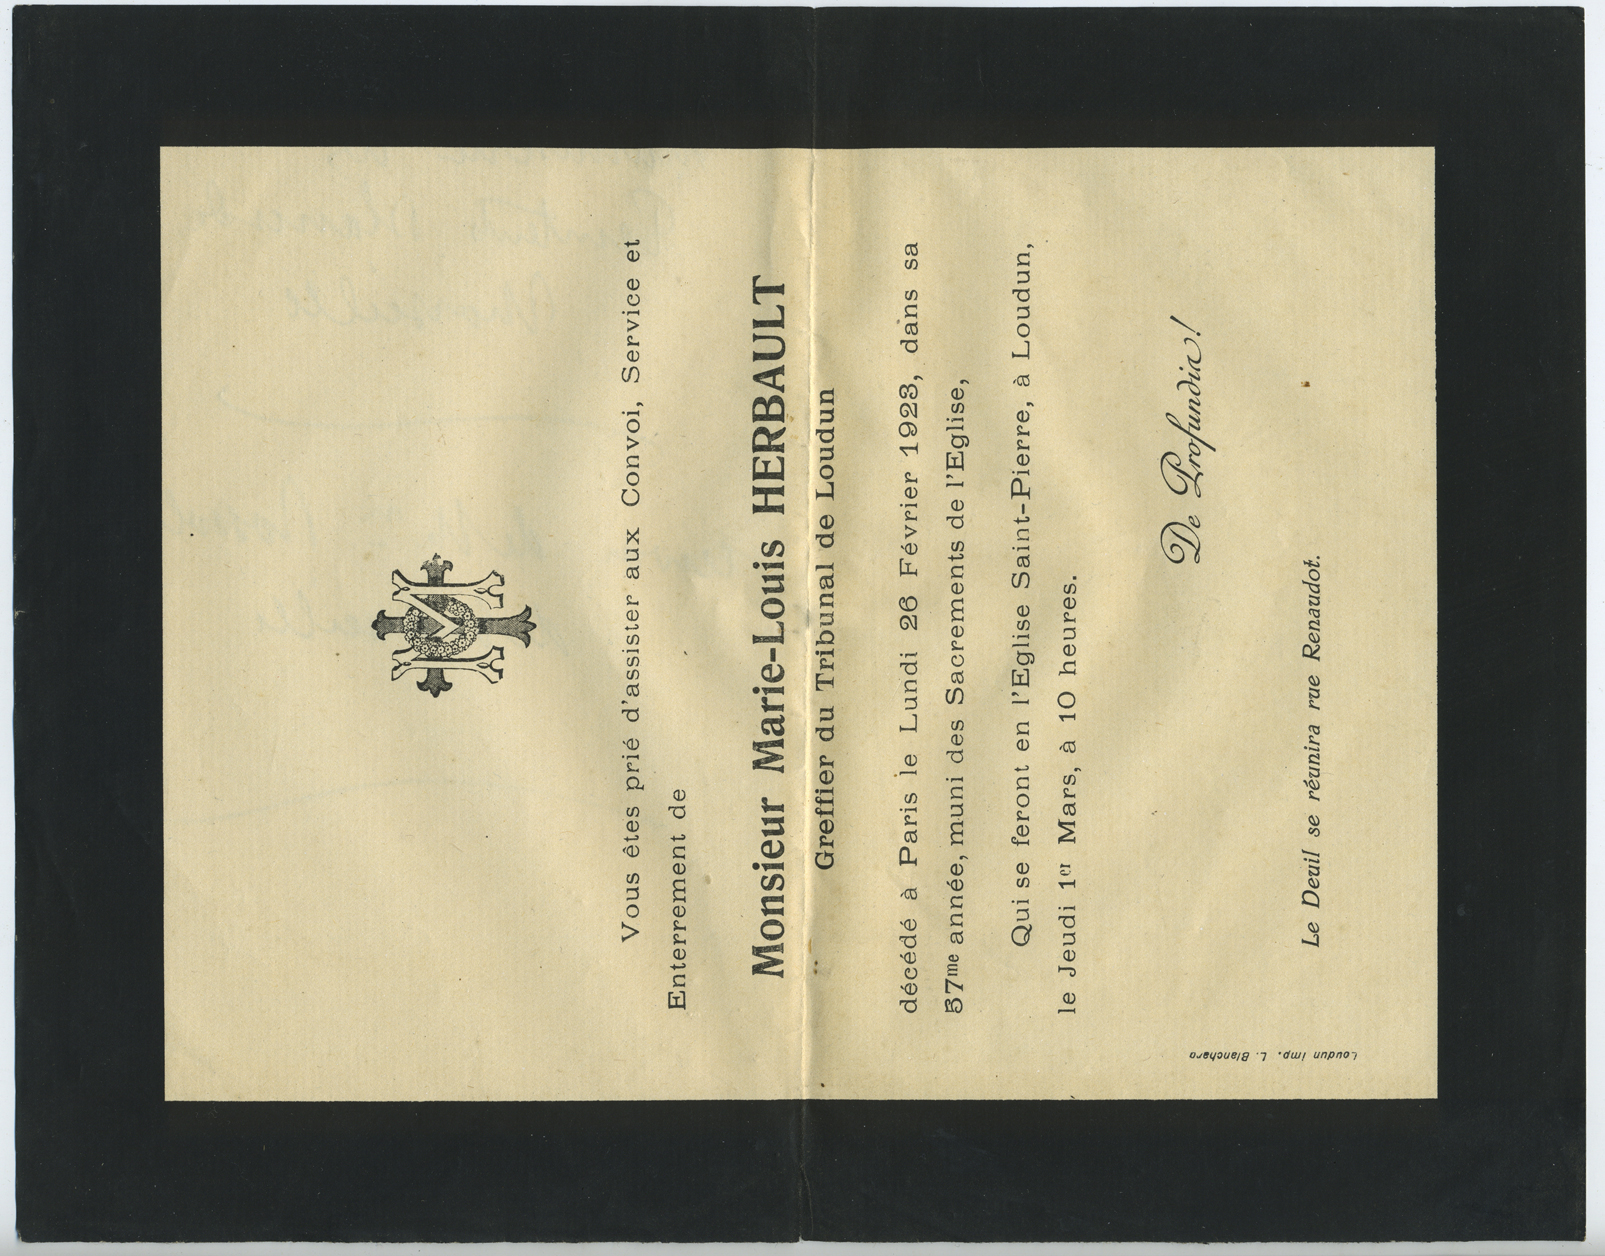 M
Vous êtes prié d'assister aux Convoi, Service et
Enterrement de
Monsieur Marie-Louis HERBAULT
Greffier du Tribunal de Loudun
décédé à Paris le Lundi 26 Février 1923, dans sa
57me année, muni des Sacrements de l'Eglise,
Qui se feront en l'Eglise Saint-Pierre, à Loudun,
le Jeudi 1er Mars, à 10 heures.
De Profundis!
Le Deuil se réunira rue Renaudot.
Loudun imp. L. Blanchard